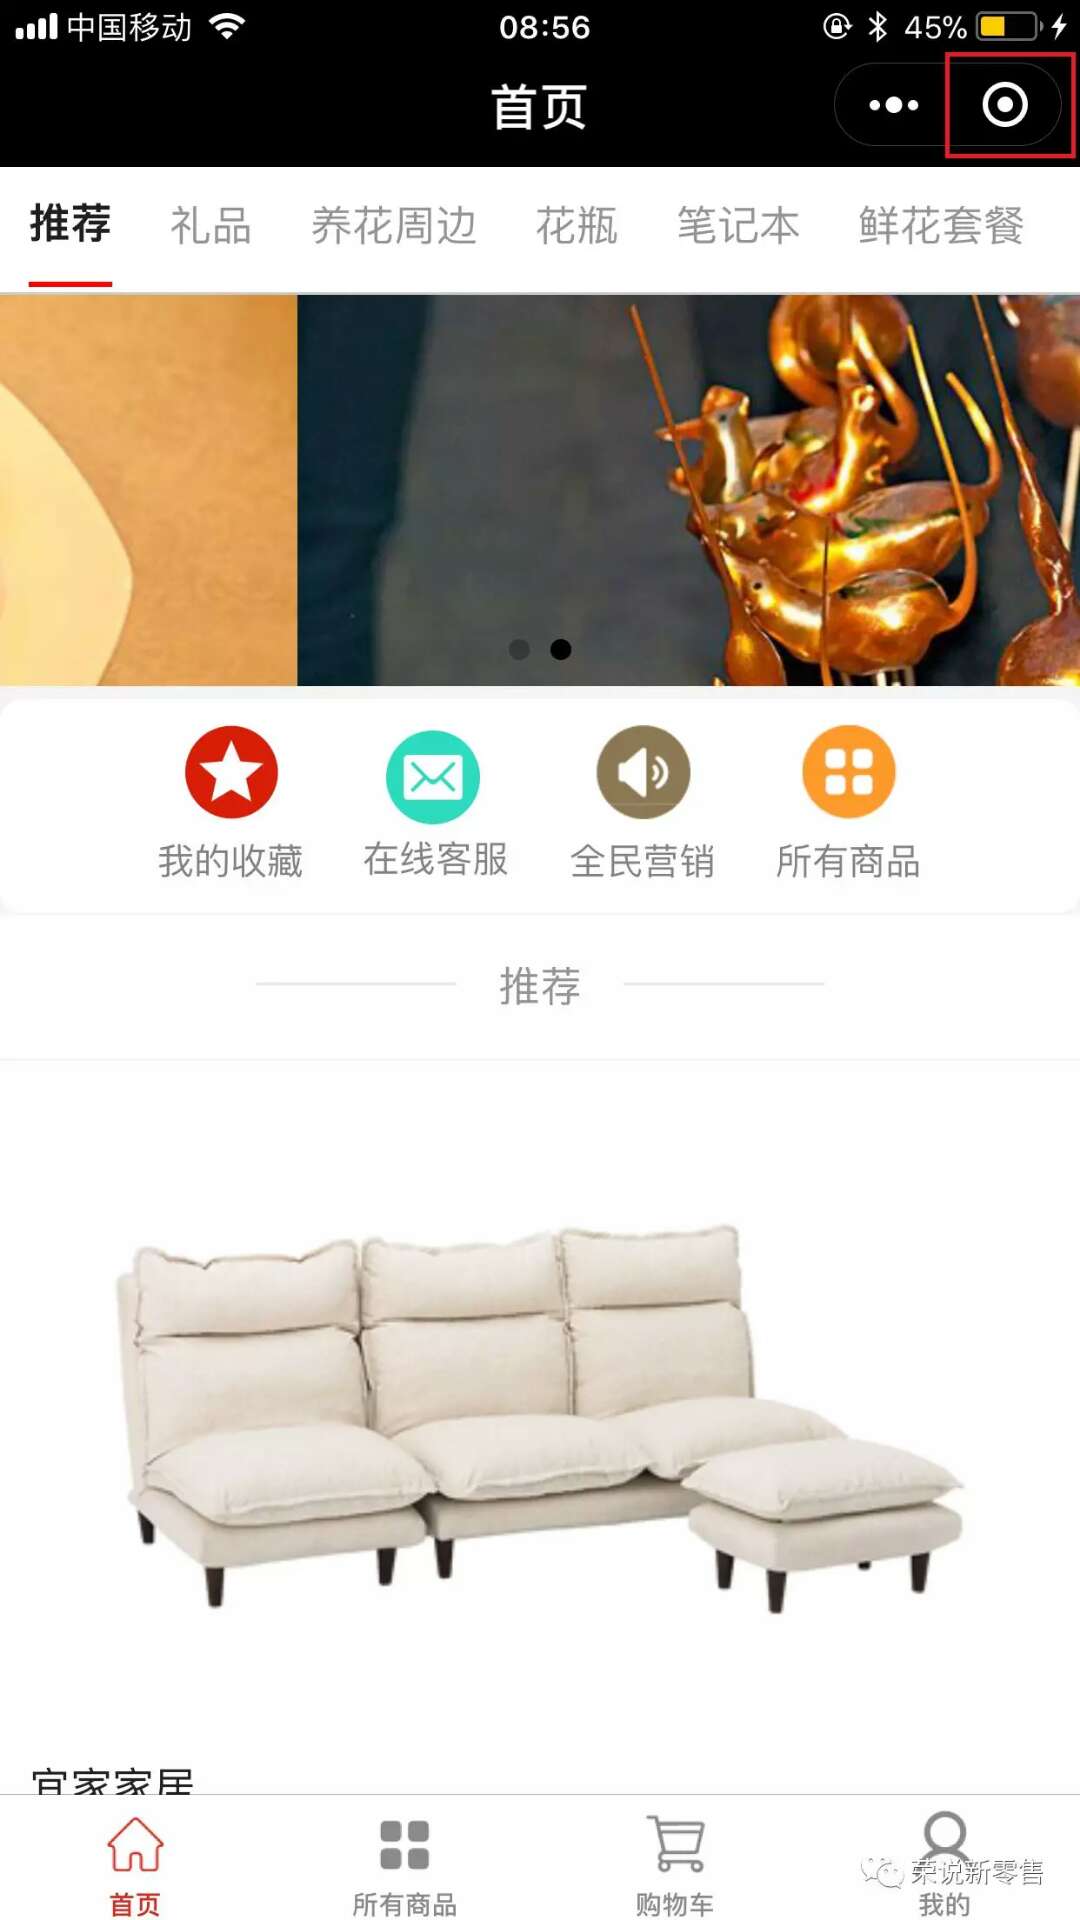 中国移动 08:56 45%
首页
推荐 礼品 养花周边 花瓶 笔记本 鲜花套餐
我的收藏 在线客服 全民营销 所有商品
推荐
宜家家居
荣说新零售
首页 所有商品 购物车 我的